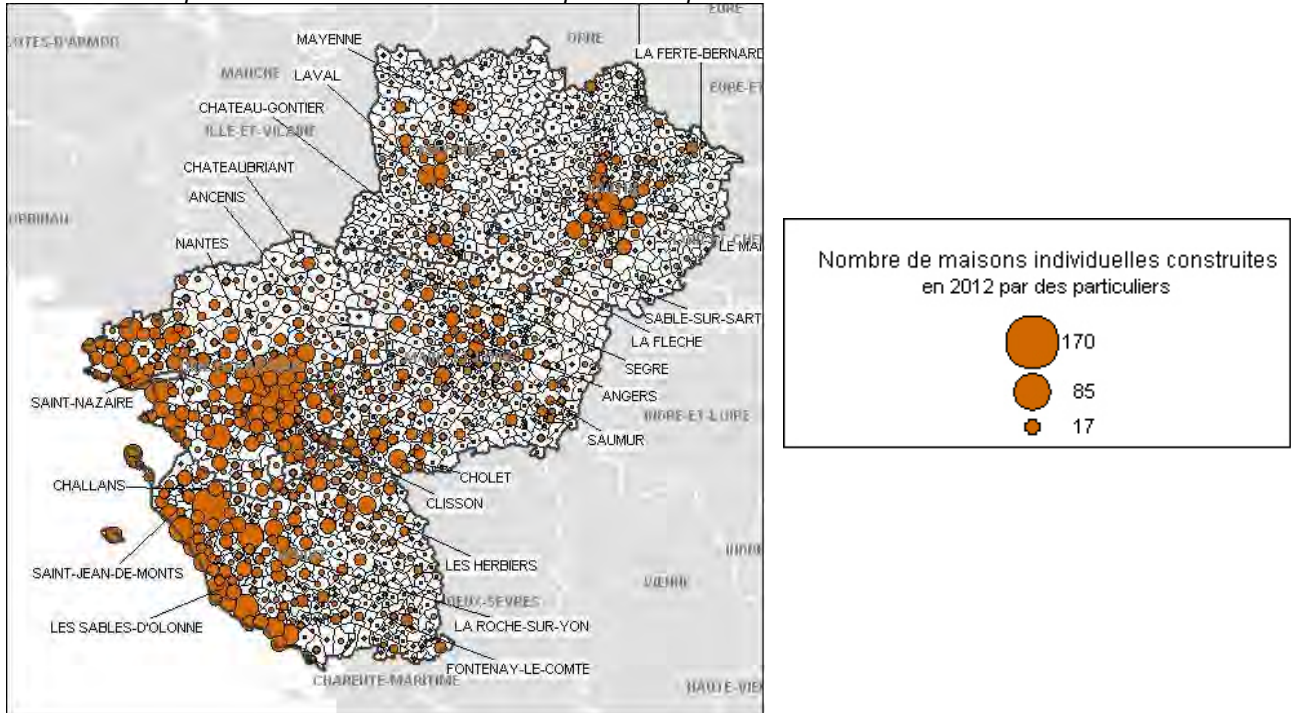 EURE
COTES-D'ARMOR
ORNE
MAYENNE
LA FERTE-BERNARD
MANCHE
LAVAL
EURE-ET
CHATEAU-GONTIER
ILLE-ET-VILAINE
CHATEAUBRIANT
ANCENIS
NANTES
LE MAN
SABLE-SUR-SART
LA FLECHE
SEGRE
ANGERS
SAINT-NAZAIRE
INDRE-ET-LOIRE
SAUMUR
CHOLET
CHALLANS
CLISSON
LES HERBIERS
SAINT-JEAN-DE-MONTS
VIENNE
DEUX-SEVRES
LES SABLES-D'OLONNE
LA ROCHE-SUR-YON
FONTENAY-LE-COMTE
CHARENTE-MARITIME
HAUTE-VIEN
Nombre de maisons individuelles construites
en 2012 par des particuliers
170
85
17